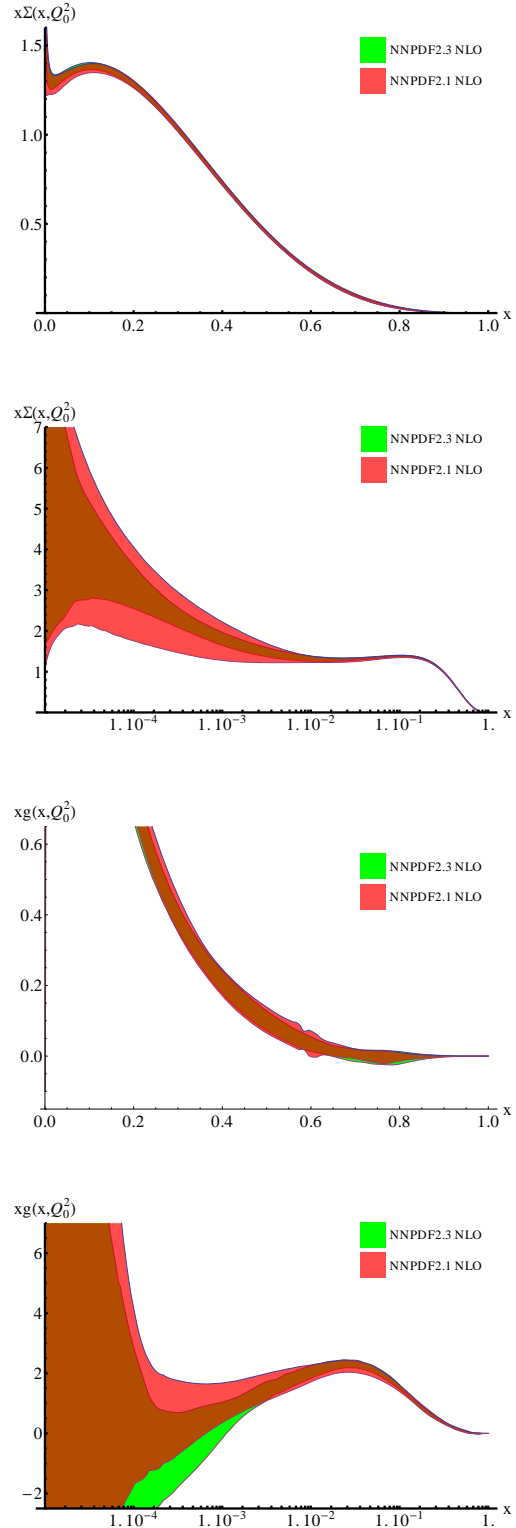 xΣ(x,Q₀²)
NNPDF2.3 NLO
NNPDF2.1 NLO
1.5
1.0
0.5
0.0 0.2 0.4 0.6 0.8 1.0 x
xΣ(x,Q₀²)
7
NNPDF2.3 NLO
6
NNPDF2.1 NLO
5
4
3
2
1
1. 10⁻⁴ 1. 10⁻³ 1. 10⁻² 1. 10⁻¹ 1. x
xg(x,Q₀²)
0.6
NNPDF2.3 NLO
NNPDF2.1 NLO
0.4
0.2
0.0
0.0 0.2 0.4 0.6 0.8 1.0 x
xg(x,Q₀²)
NNPDF2.3 NLO
6
NNPDF2.1 NLO
4
2
0
−2
1. 10⁻⁴ 1. 10⁻³ 1. 10⁻² 1. 10⁻¹ 1. x